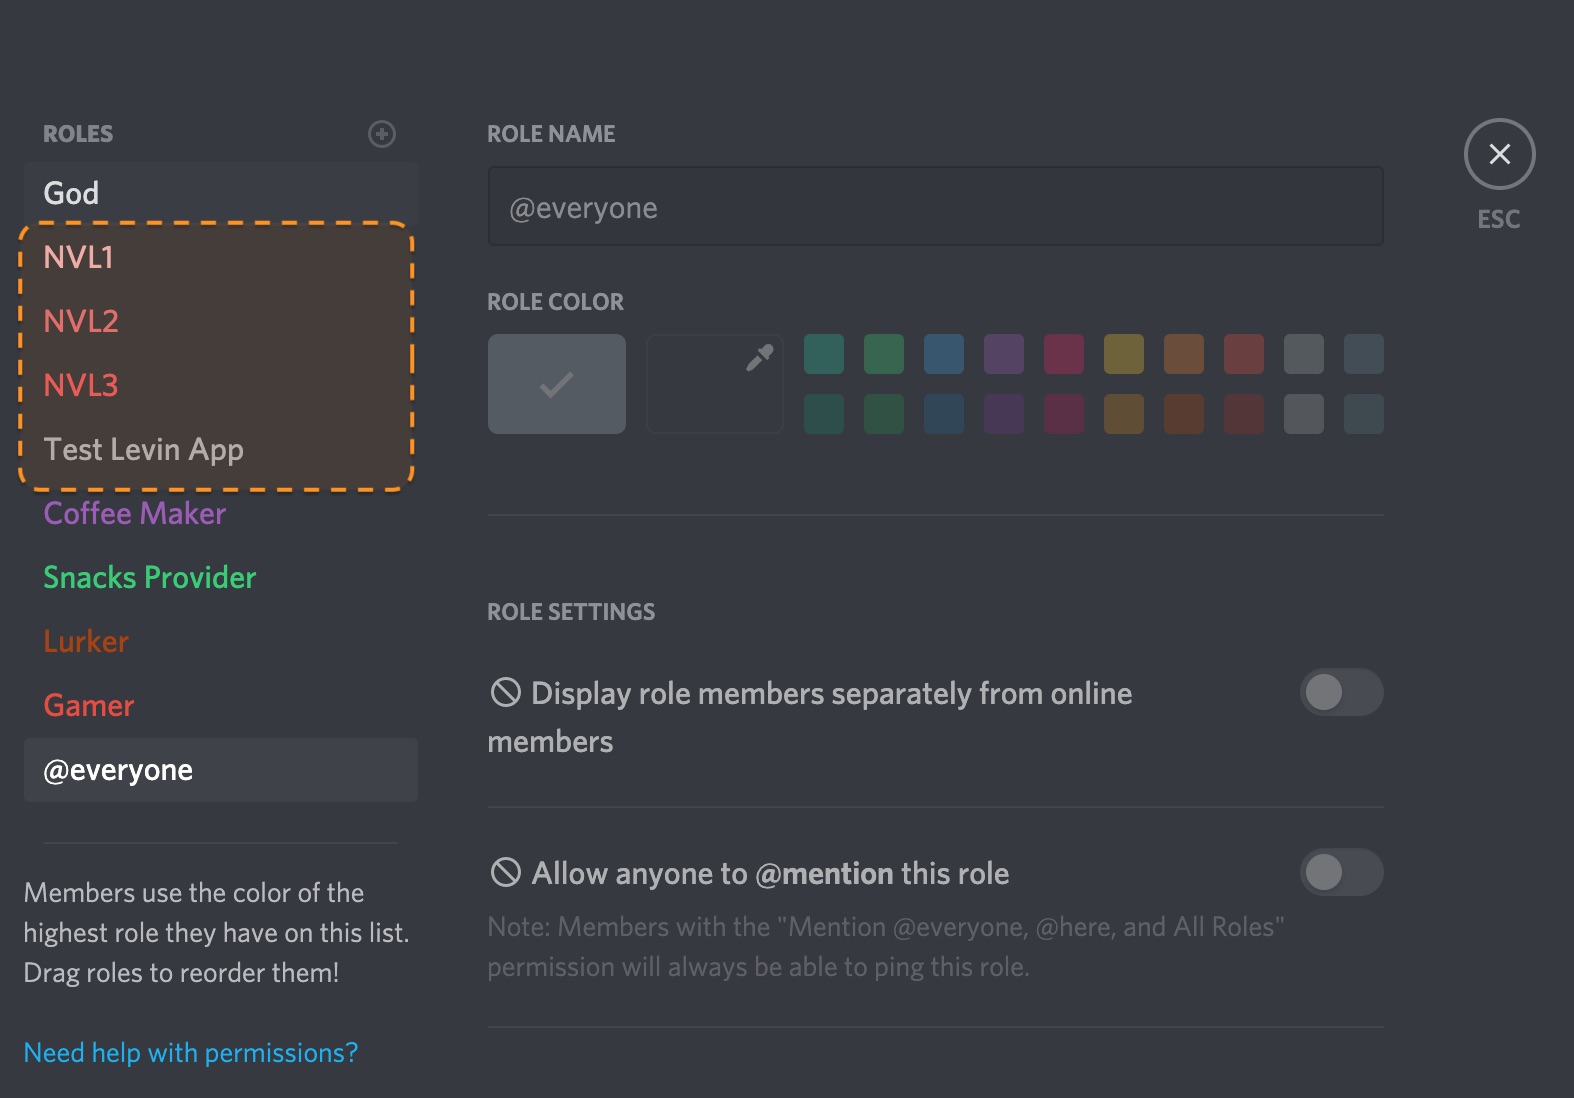 ROLES
God
NVL1
NVL2
NVL3
Test Levin App
Coffee Maker
Snacks Provider
Lurker
Gamer
@everyone
Members use the color of the
highest role they have on this list.
Drag roles to reorder them!
Need help with permissions?
ROLE NAME
@everyone
ROLE COLOR
ROLE SETTINGS
Display role members separately from online
members
Allow anyone to @mention this role
Note: Members with the "Mention @everyone, @here, and All Roles"
permission will always be able to ping this role.
ESC